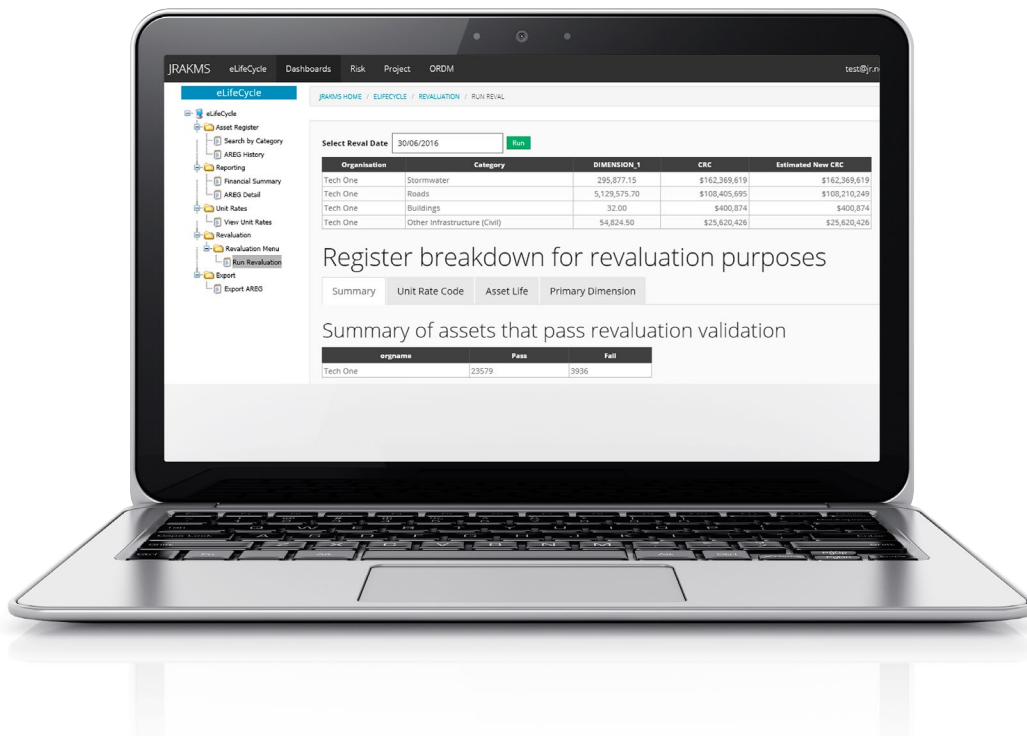 JRAKMS eLifeCycle Dashboards Risk Project ORDM test@jr.n
eLifeCycle
JRAKMS HOME / ELIFECYCLE / REVALUATION / RUN REVAL
eLifeCycle
Asset Register
Search by Category
AREG History
Reporting
Financial Summary
AREG Detail
Unit Rates
View Unit Rates
Revaluation
Revaluation Menu
Run Revaluation
Export
Export AREG
Select Reval Date 30/06/2016 Run
Organisation Category DIMENSION_1 CRC Estimated New CRC
Tech One Stormwater 295,877.15 $162,369,619 $162,369,619
Tech One Roads 5,129,575.70 $108,405,695 $108,210,249
Tech One Buildings 32.00 $400,874 $400,874
Tech One Other Infrastructure (Civil) 54,824.50 $25,620,426 $25,620,426
Register breakdown for revaluation purposes
Summary Unit Rate Code Asset Life Primary Dimension
Summary of assets that pass revaluation validation
orgname Pass Fail
Tech One 23579 3936